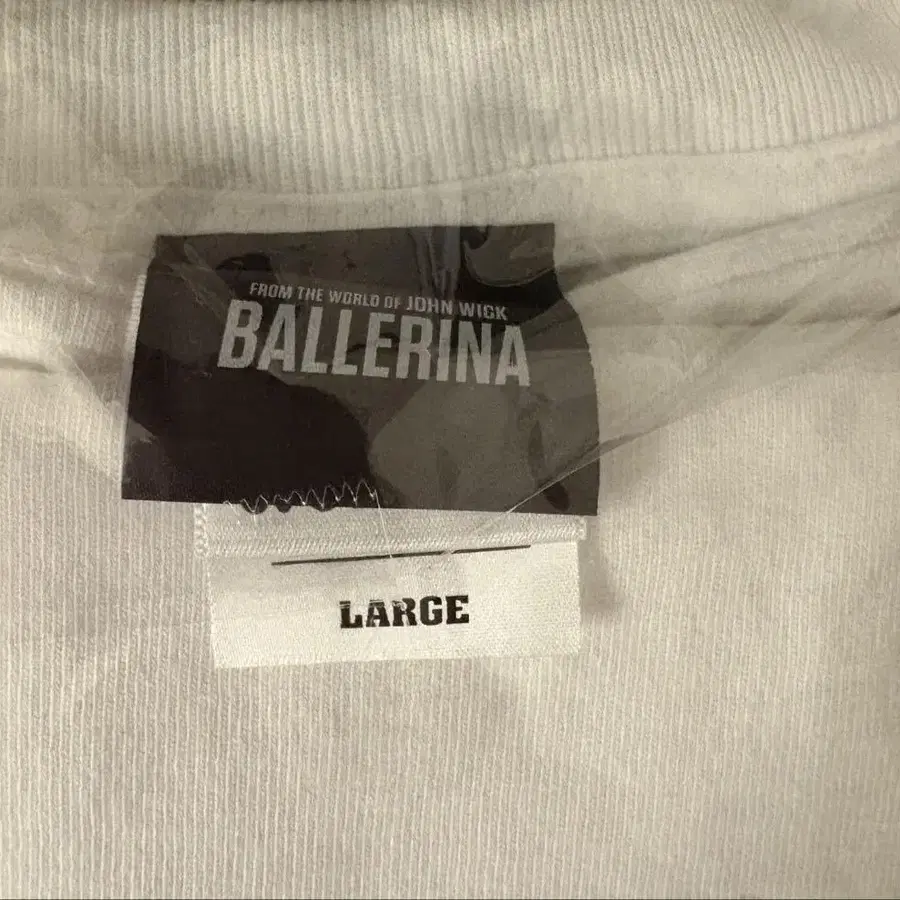 FROM THE WORLD OF JOHN WICK
BALLERINA
LARGE